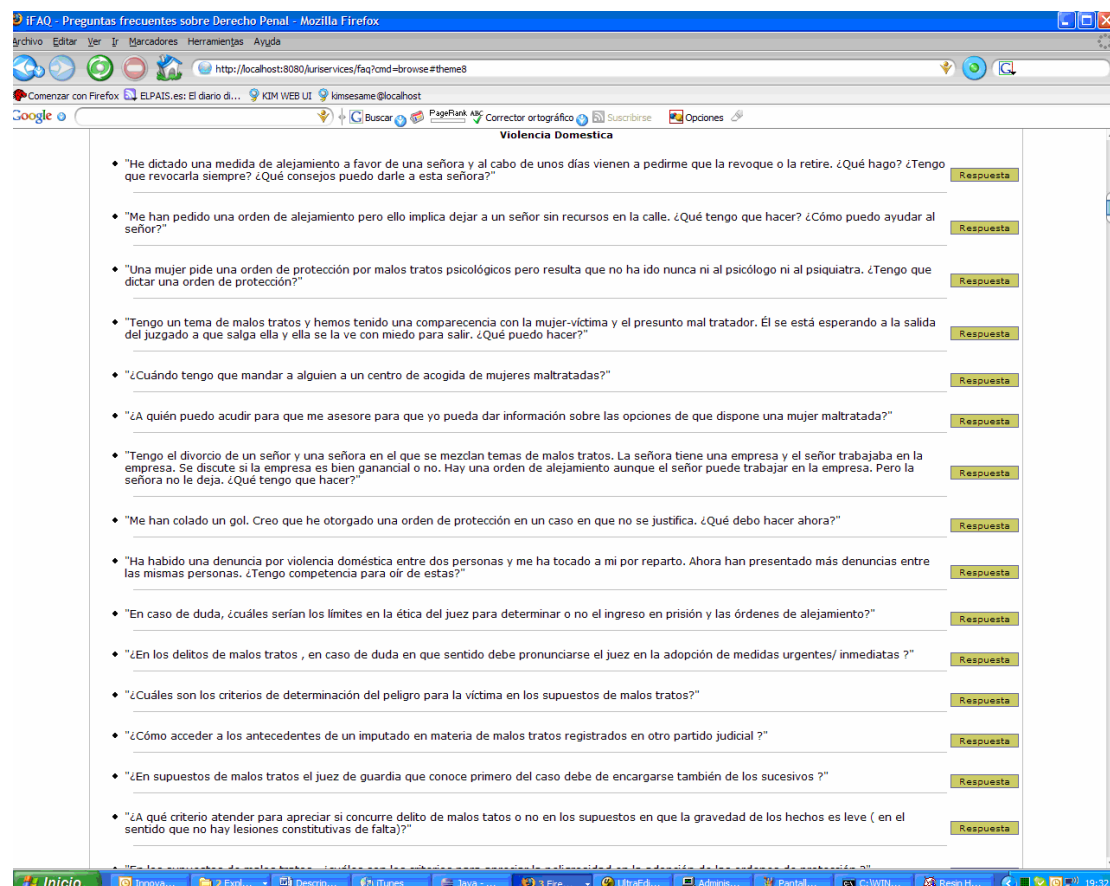 iFAQ - Preguntas frecuentes sobre Derecho Penal - Mozilla Firefox
Archivo Editar Ver Ir Marcadores Herramientas Ayuda
http://localhost:8080/iuriservices/faq?cmd=browse#theme8
Comenzar con Firefox ELPAIS.es: El diario di... KIM WEB UI kimsesame@localhost
Google Buscar PageRank ABC Corrector ortográfico Suscribirse Opciones
Violencia Domestica
"He dictado una medida de alejamiento a favor de una señora y al cabo de unos días vienen a pedirme que la revoque o la retire. ¿Qué hago? ¿Tengo
que revocarla siempre? ¿Qué consejos puedo darle a esta señora?"
Respuesta
"Me han pedido una orden de alejamiento pero ello implica dejar a un señor sin recursos en la calle. ¿Qué tengo que hacer? ¿Cómo puedo ayudar al
señor?"
Respuesta
"Una mujer pide una orden de protección por malos tratos psicológicos pero resulta que no ha ido nunca ni al psicólogo ni al psiquiatra. ¿Tengo que
dictar una orden de protección?"
Respuesta
"Tengo un tema de malos tratos y hemos tenido una comparecencia con la mujer-víctima y el presunto mal tratador. Él se está esperando a la salida
del juzgado a que salga ella y ella se la ve con miedo para salir. ¿Qué puedo hacer?"
Respuesta
"¿Cuándo tengo que mandar a alguien a un centro de acogida de mujeres maltratadas?"
Respuesta
"¿A quién puedo acudir para que me asesore para que yo pueda dar información sobre las opciones de que dispone una mujer maltratada?"
Respuesta
"Tengo el divorcio de un señor y una señora en el que se mezclan temas de malos tratos. La señora tiene una empresa y el señor trabajaba en la
empresa. Se discute si la empresa es bien ganancial o no. Hay una orden de alejamiento aunque el señor puede trabajar en la empresa. Pero la
señora no le deja. ¿Qué tengo que hacer?"
Respuesta
"Me han colado un gol. Creo que he otorgado una orden de protección en un caso en que no se justifica. ¿Qué debo hacer ahora?"
Respuesta
"Ha habido una denuncia por violencia doméstica entre dos personas y me ha tocado a mi por reparto. Ahora han presentado más denuncias entre
las mismas personas. ¿Tengo competencia para oír de estas?"
Respuesta
"En caso de duda, ¿cuáles serían los límites en la ética del juez para determinar o no el ingreso en prisión y las órdenes de alejamiento?"
Respuesta
"¿En los delitos de malos tratos , en caso de duda en que sentido debe pronunciarse el juez en la adopción de medidas urgentes/ inmediatas ?"
Respuesta
"¿Cuáles son los criterios de determinación del peligro para la víctima en los supuestos de malos tratos?"
Respuesta
"¿Cómo acceder a los antecedentes de un imputado en materia de malos tratos registrados en otro partido judicial ?"
Respuesta
"¿En supuestos de malos tratos el juez de guardia que conoce primero del caso debe de encargarse también de los sucesivos ?"
Respuesta
"¿A qué criterio atender para apreciar si concurre delito de malos tatos o no en los supuestos en que la gravedad de los hechos es leve ( en el
sentido que no hay lesiones constitutivas de falta)?"
Respuesta
Inicio Innova... 2 Expl... Descrip... iTunes Java - ... 3 Fire... UltraEdi... Adminis... Pantall... C:\WIN... Resin H... 19:32